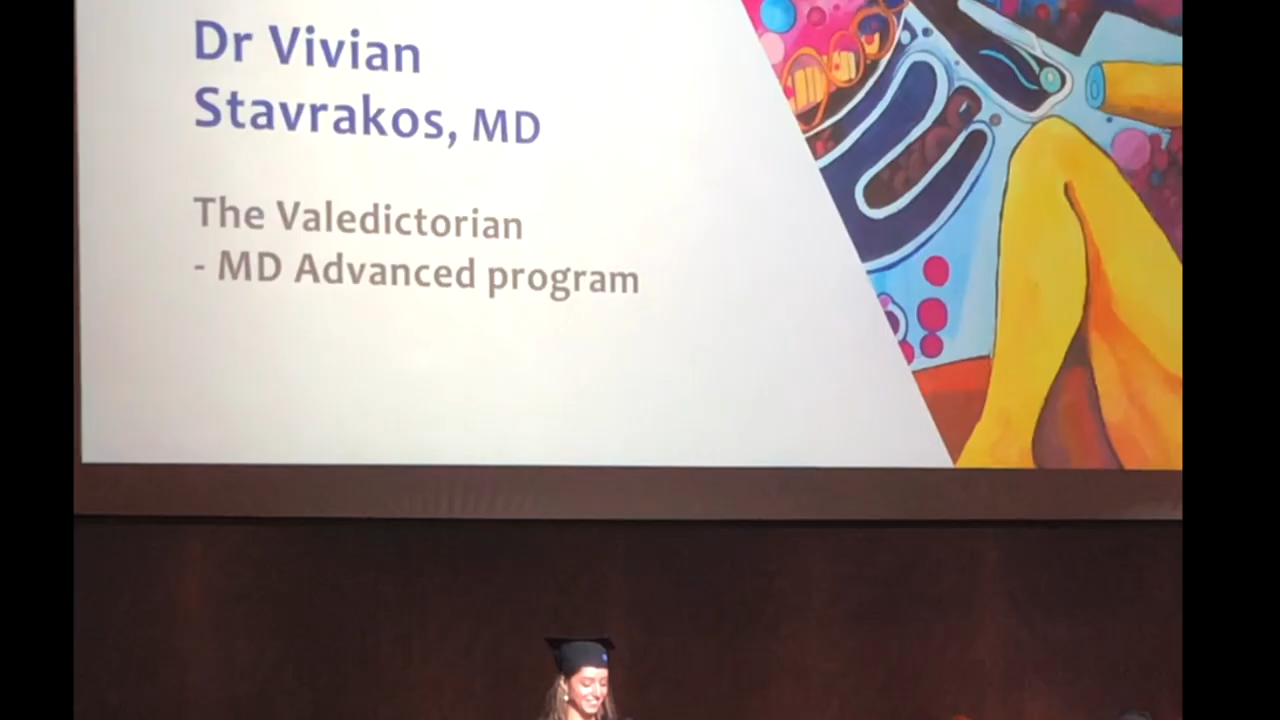 Dr Vivian
Stavrakos, MD
The Valedictorian
- MD Advanced program